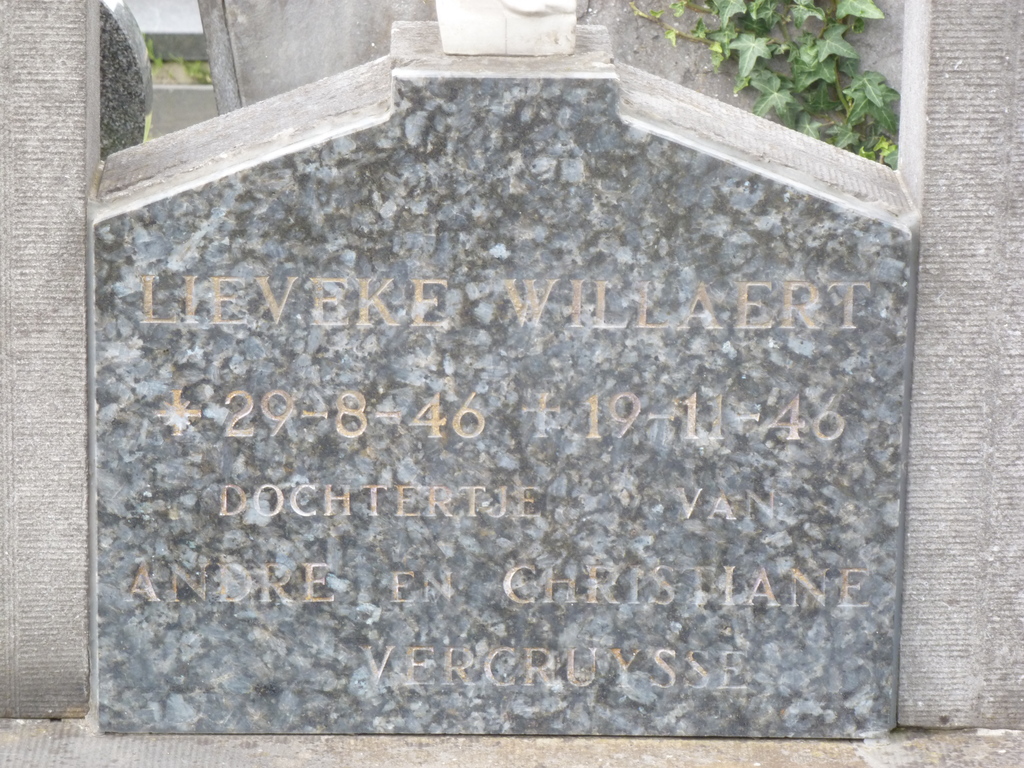 LIEVEKE WILLAERT
* 29-8-46 + 19-11-46
DOCHTERTJE VAN
ANDRE EN CHRISTIANE
VERCRUYSSE